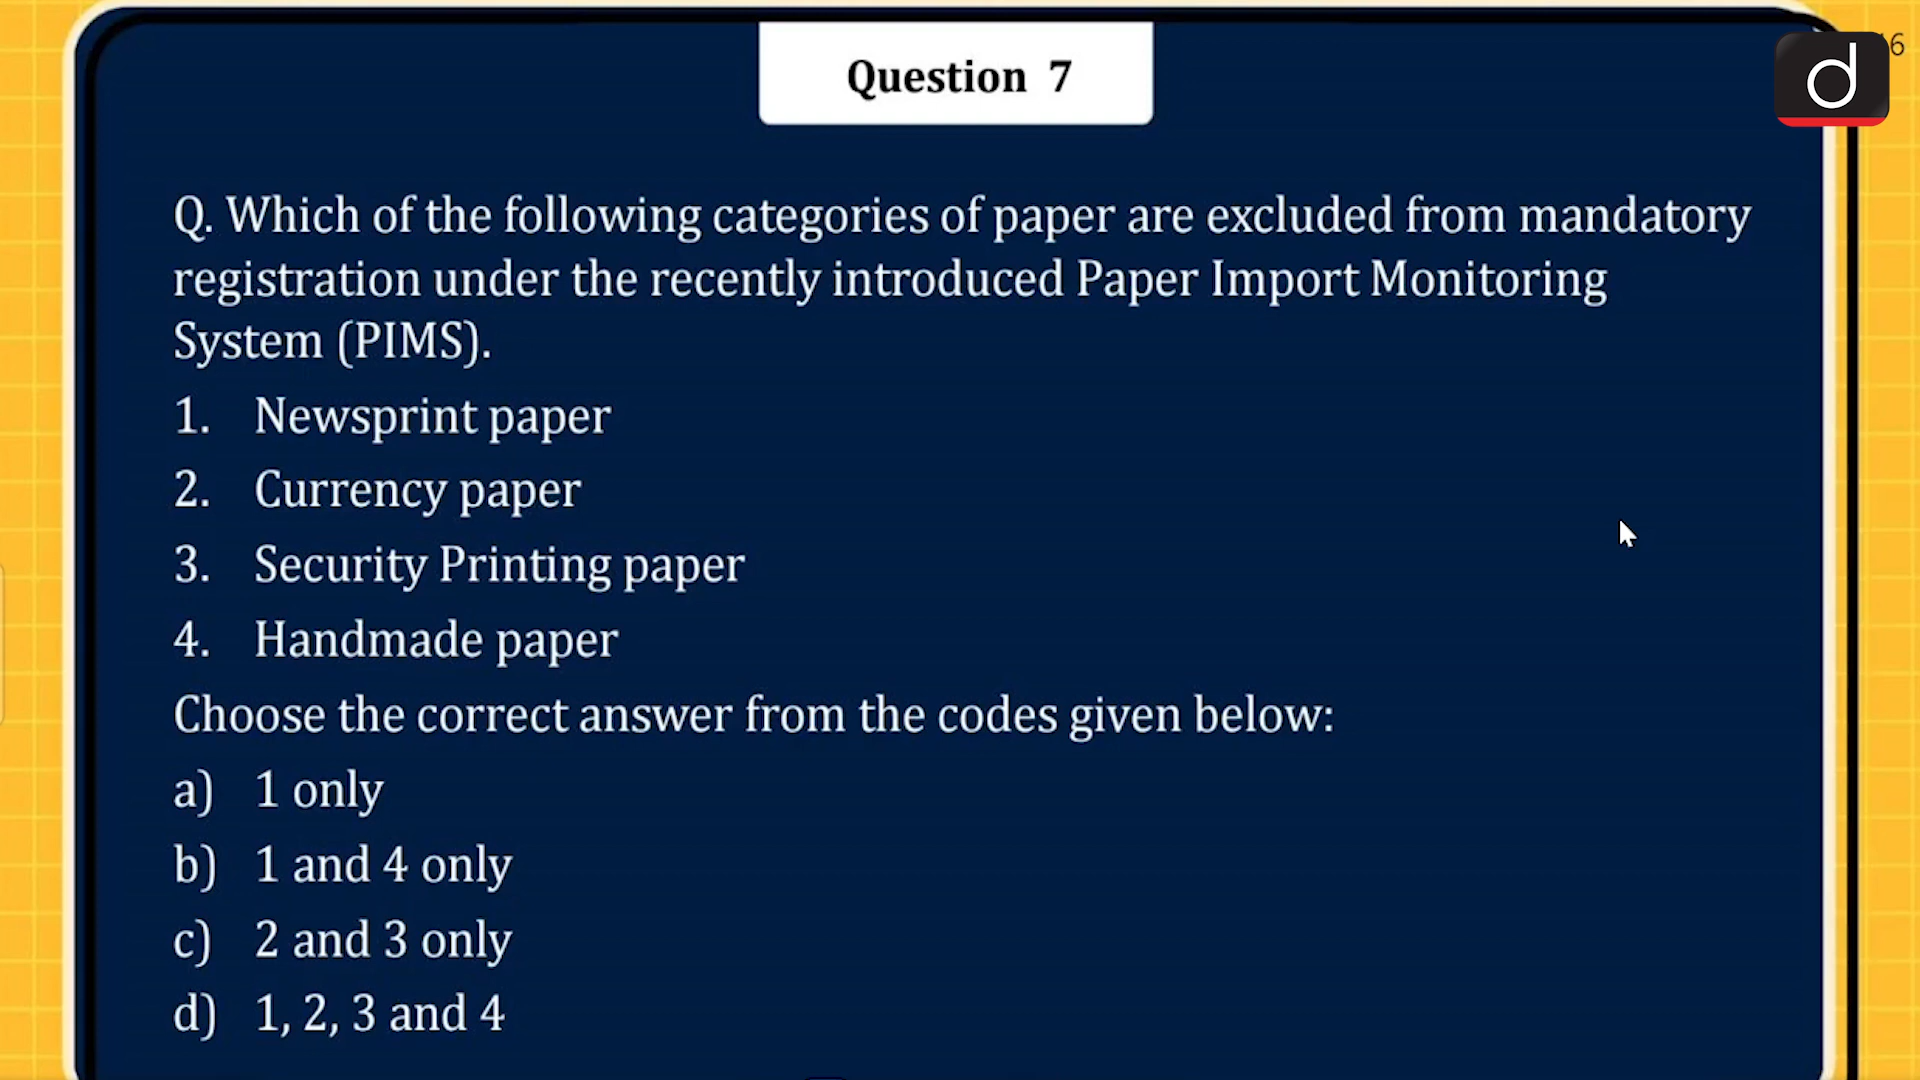 Question 7
Q. Which of the following categories of paper are excluded from mandatory
registration under the recently introduced Paper Import Monitoring
System (PIMS).
1. Newsprint paper
2. Currency paper
3. Security Printing paper
4. Handmade paper
Choose the correct answer from the codes given below:
a) 1 only
b) 1 and 4 only
c) 2 and 3 only
d) 1, 2, 3 and 4